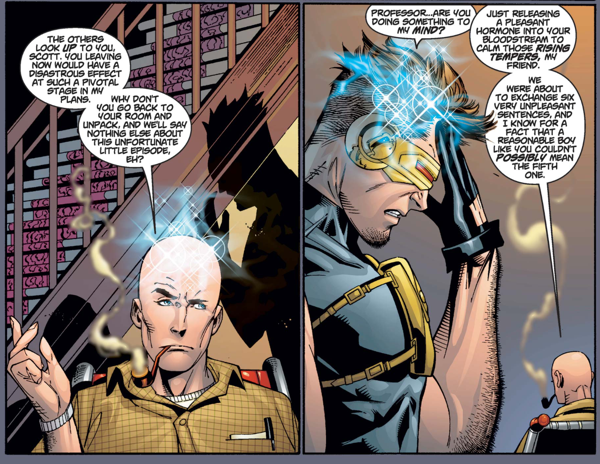 THE OTHERS
LOOK UP TO YOU,
SCOTT. YOU LEAVING
NOW WOULD HAVE A
DISASTROUS EFFECT
AT SUCH A PIVOTAL
STAGE IN MY
PLANS.
WHY DON'T
YOU GO BACK TO
YOUR ROOM AND
UNPACK, AND WE'LL SAY
NOTHING ELSE ABOUT
THIS UNFORTUNATE
LITTLE EPISODE,
EH?
PROFESSOR...ARE YOU
DOING SOMETHING TO
MY MIND?
JUST RELEASING
A PLEASANT
HORMONE INTO YOUR
BLOODSTREAM TO
CALM THOSE RISING
TEMPERS, MY
FRIEND.
WE
WERE ABOUT
TO EXCHANGE SIX
VERY UNPLEASANT
SENTENCES, AND
I KNOW FOR A
FACT THAT A
REASONABLE BOY
LIKE YOU COULDN'T
POSSIBLY MEAN
THE FIFTH
ONE.